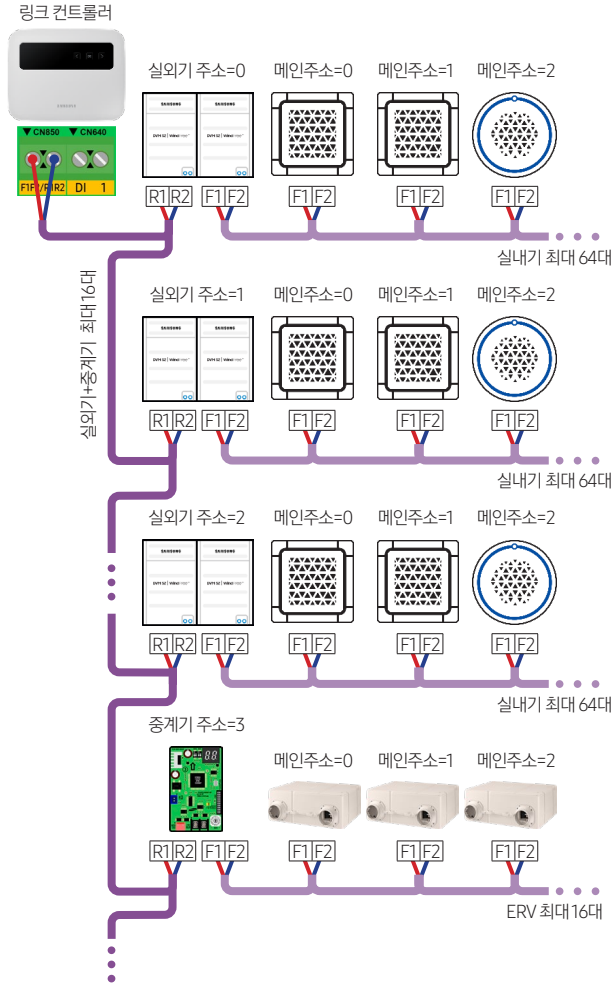 링크 컨트롤러
SAMSUNG
▼ CN850 ▼ CN640
F1F2/R1R2 DI 1
실외기 주소=0 메인주소=0 메인주소=1 메인주소=2
SAMSUNG SAMSUNG
R1 R2 F1 F2 F1 F2 F1 F2 F1 F2
실내기 최대 64대
실외기+중계기 최대16대
실외기 주소=1 메인주소=0 메인주소=1 메인주소=2
SAMSUNG SAMSUNG
R1 R2 F1 F2 F1 F2 F1 F2 F1 F2
실내기 최대 64대
실외기 주소=2 메인주소=0 메인주소=1 메인주소=2
SAMSUNG SAMSUNG
R1 R2 F1 F2 F1 F2 F1 F2 F1 F2
실내기 최대 64대
중계기 주소=3
메인주소=0 메인주소=1 메인주소=2
88
R1 R2 F1 F2 F1 F2 F1 F2 F1 F2
ERV 최대16대